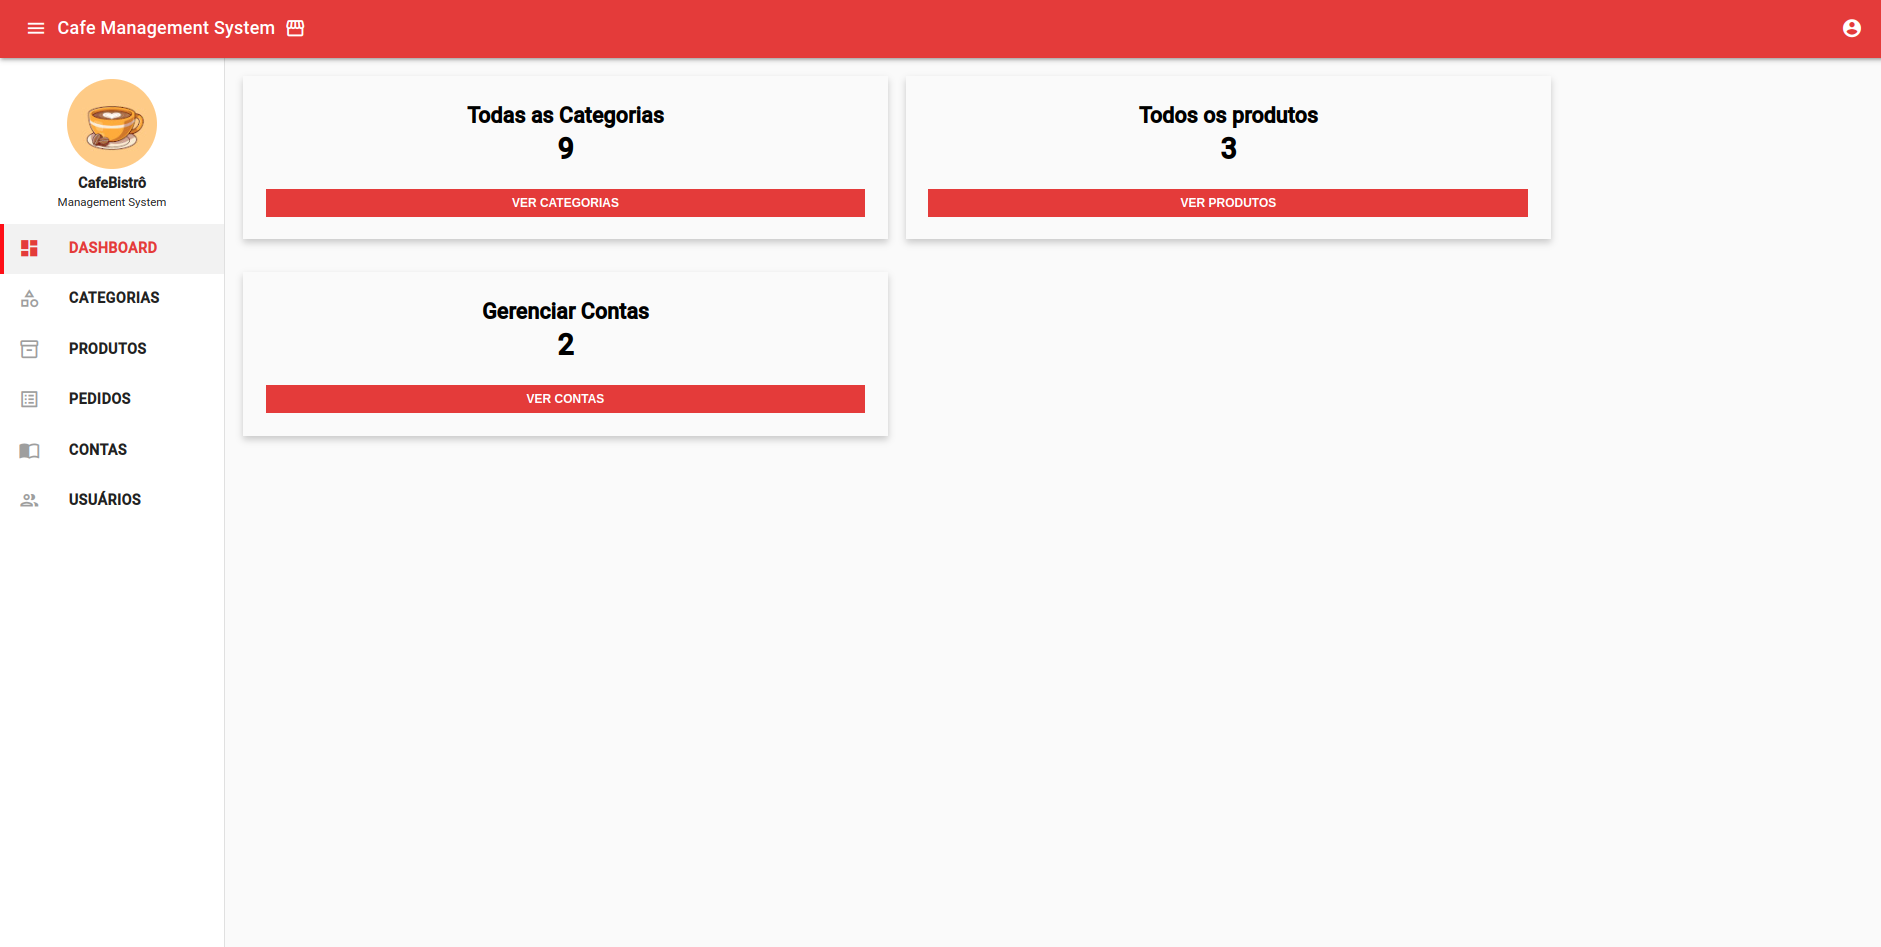 Cafe Management System
CafeBistrô
Management System
DASHBOARD
CATEGORIAS
PRODUTOS
PEDIDOS
CONTAS
USUÁRIOS
Todas as Categorias
9
VER CATEGORIAS
Todos os produtos
3
VER PRODUTOS
Gerenciar Contas
2
VER CONTAS